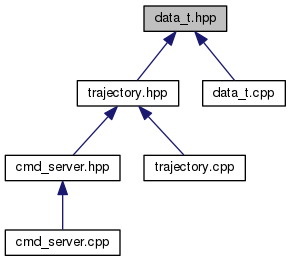 data_t.hpp
trajectory.hpp
data_t.cpp
cmd_server.hpp
trajectory.cpp
cmd_server.cpp